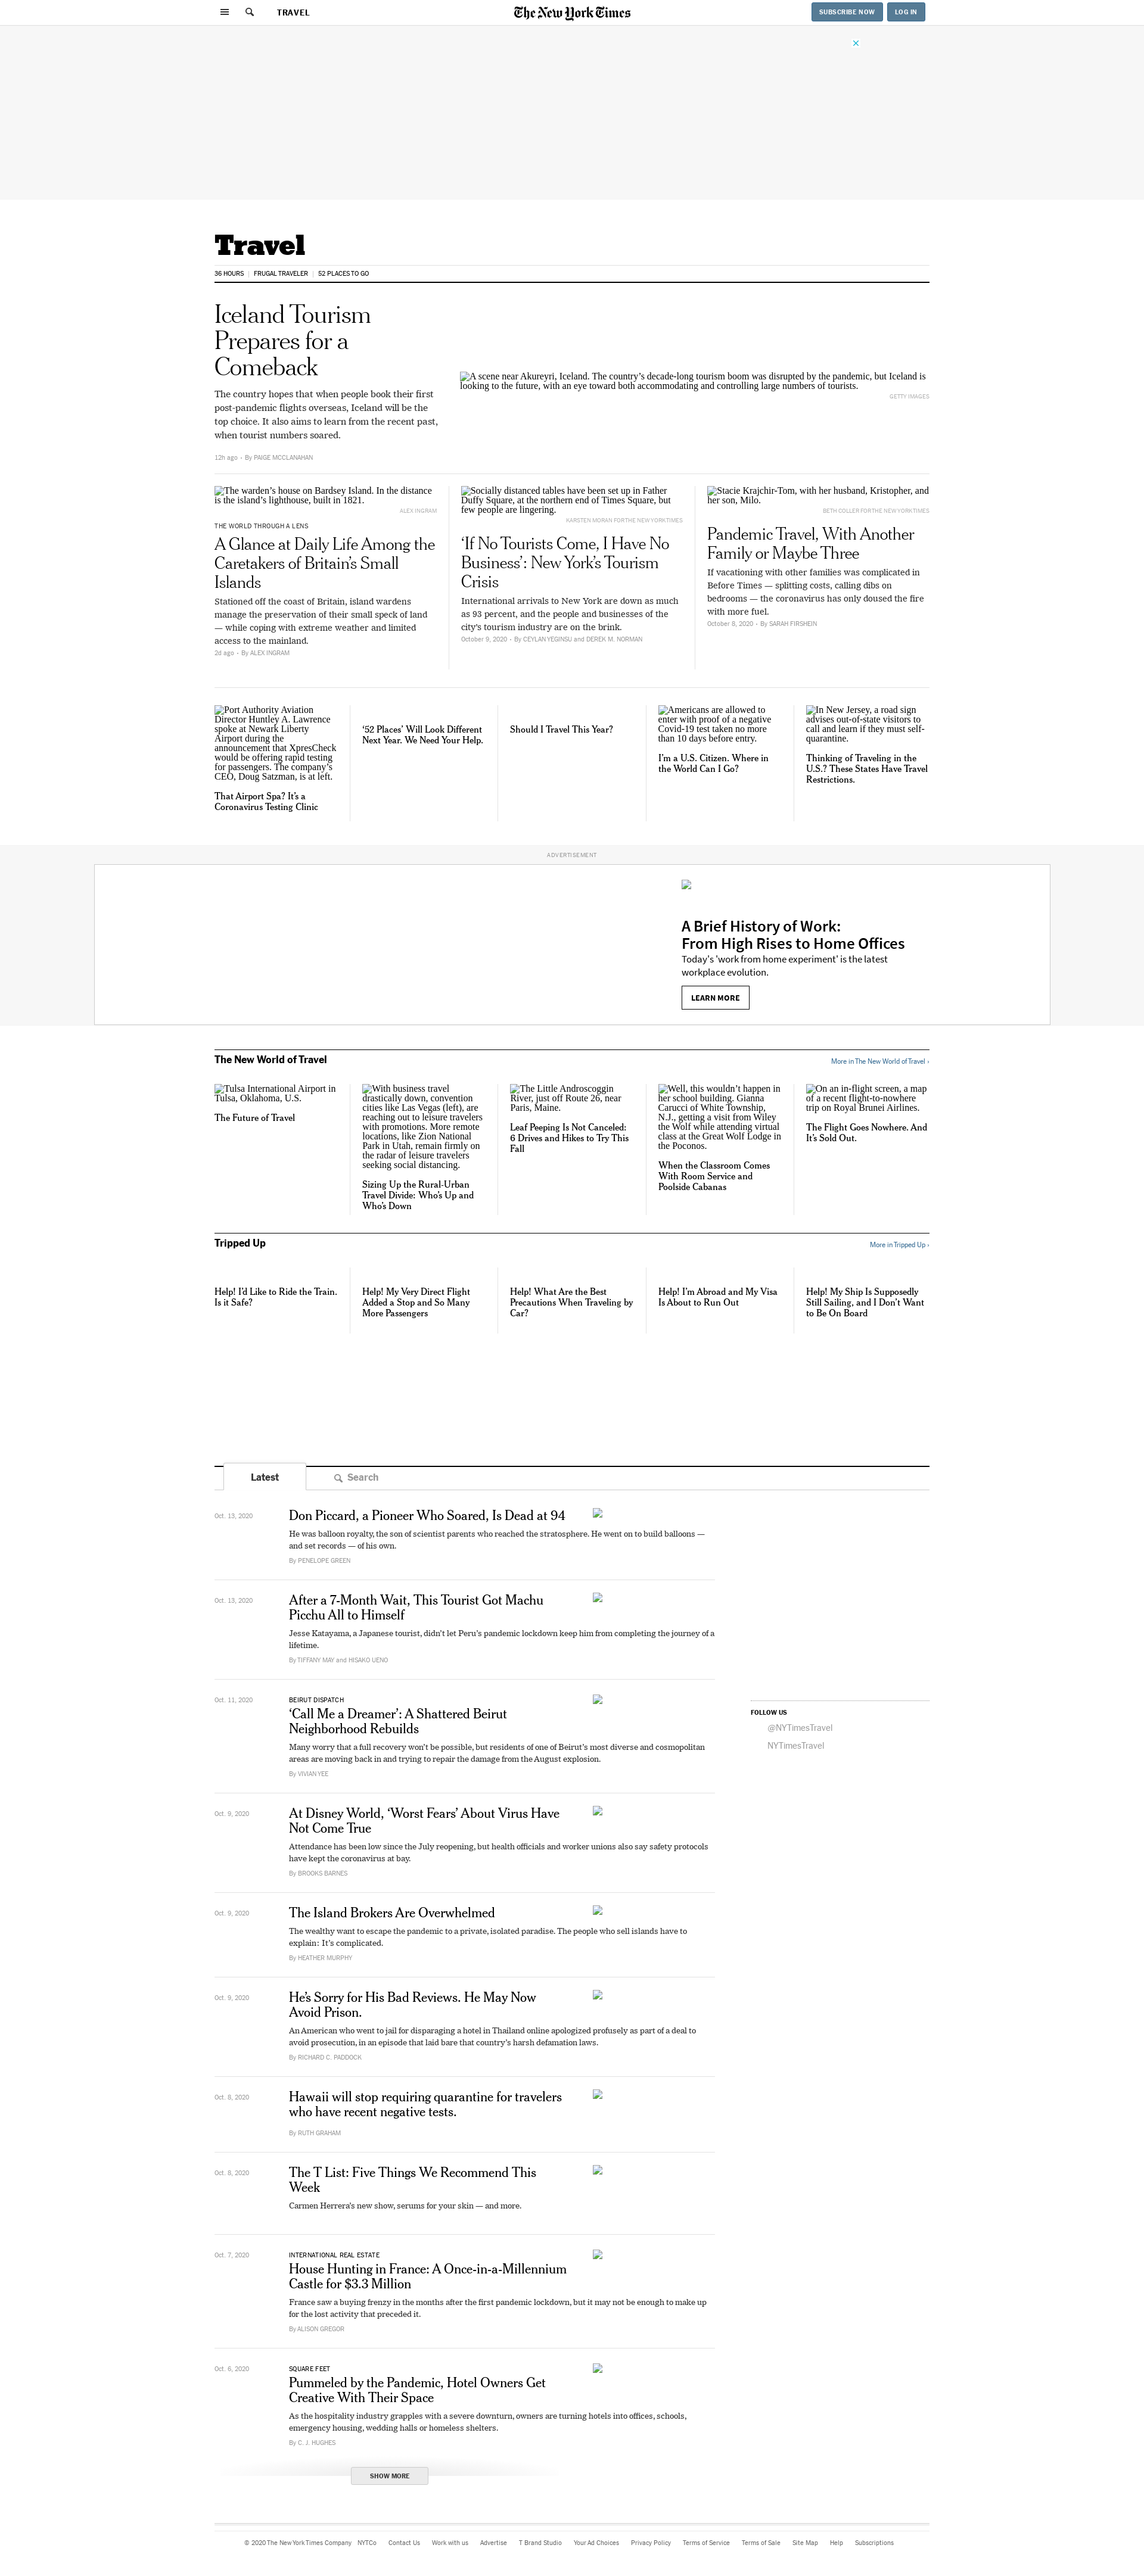 TRAVEL
The New York Times
SUBSCRIBE NOW
LOG IN
Travel
36 HOURS
FRUGAL TRAVELER
52 PLACES TO GO
Iceland Tourism
Prepares for a
Comeback
The country hopes that when people book their first
post-pandemic flights overseas, Iceland will be the
top choice. It also aims to learn from the recent past,
when tourist numbers soared.
12h ago • By PAIGE MCCLANAHAN
A scene near Akureyri, Iceland. The country's decade-long tourism boom was disrupted by the pandemic, but Iceland is
looking to the future, with an eye toward both accommodating and controlling large numbers of tourists.
GETTY IMAGES
The warden's house on Bardsey Island. In the distance
is the island's lighthouse, built in 1821.
ALEX INGRAM
THE WORLD THROUGH A LENS
A Glance at Daily Life Among the
Caretakers of Britain's Small
Islands
Stationed off the coast of Britain, island wardens
manage the preservation of their small speck of land
— while coping with extreme weather and limited
access to the mainland.
2d ago • By ALEX INGRAM
Socially distanced tables have been set up in Father
Duffy Square, at the northern end of Times Square, but
few people are lingering.
KARSTEN MORAN FOR THE NEW YORK TIMES
'If No Tourists Come, I Have No
Business': New York's Tourism
Crisis
International arrivals to New York are down as much
as 93 percent, and the people and businesses of the
city's tourism industry are on the brink.
October 9, 2020 • By CEYLAN YEGINSU and DEREK M. NORMAN
Stacie Krajchir-Tom, with her husband, Kristopher, and
her son, Milo.
BETH COLLER FOR THE NEW YORK TIMES
Pandemic Travel, With Another
Family or Maybe Three
If vacationing with other families was complicated in
Before Times — splitting costs, calling dibs on
bedrooms — the coronavirus has only doused the fire
with more fuel.
October 8, 2020 • By SARAH FIRSHEIN
Port Authority Aviation
Director Huntley A. Lawrence
spoke at Newark Liberty
Airport during the
announcement that XpresCheck
would be offering rapid testing
for passengers. The company's
CEO, Doug Satzman, is at left.
That Airport Spa? It's a
Coronavirus Testing Clinic
'52 Places' Will Look Different
Next Year. We Need Your Help.
Should I Travel This Year?
Americans are allowed to
enter with proof of a negative
Covid-19 test taken no more
than 10 days before entry.
I'm a U.S. Citizen. Where in
the World Can I Go?
In New Jersey, a road sign
advises out-of-state visitors to
call and learn if they must self-
quarantine.
Thinking of Traveling in the
U.S.? These States Have Travel
Restrictions.
ADVERTISEMENT
A Brief History of Work:
From High Rises to Home Offices
Today's 'work from home experiment' is the latest
workplace evolution.
LEARN MORE
The New World of Travel
More in The New World of Travel ›
Tulsa International Airport in
Tulsa, Oklahoma, U.S.
The Future of Travel
With business travel
drastically down, convention
cities like Las Vegas (left), are
reaching out to leisure travelers
with promotions. More remote
locations, like Zion National
Park in Utah, remain firmly on
the radar of leisure travelers
seeking social distancing.
Sizing Up the Rural-Urban
Travel Divide: Who's Up and
Who's Down
The Little Androscoggin
River, just off Route 26, near
Paris, Maine.
Leaf Peeping Is Not Canceled:
6 Drives and Hikes to Try This
Fall
Well, this wouldn't happen in
her school building. Gianna
Carucci of White Township,
N.J., getting a visit from Wiley
the Wolf while attending virtual
class at the Great Wolf Lodge in
the Poconos.
When the Classroom Comes
With Room Service and
Poolside Cabanas
On an in-flight screen, a map
of a recent flight-to-nowhere
trip on Royal Brunei Airlines.
The Flight Goes Nowhere. And
It's Sold Out.
Tripped Up
More in Tripped Up ›
Help! I'd Like to Ride the Train.
Is it Safe?
Help! My Very Direct Flight
Added a Stop and So Many
More Passengers
Help! What Are the Best
Precautions When Traveling by
Car?
Help! I'm Abroad and My Visa
Is About to Run Out
Help! My Ship Is Supposedly
Still Sailing, and I Don't Want
to Be On Board
Latest
Search
Oct. 13, 2020
Don Piccard, a Pioneer Who Soared, Is Dead at 94
He was balloon royalty, the son of scientist parents who reached the stratosphere. He went on to build balloons —
and set records — of his own.
By PENELOPE GREEN
Oct. 13, 2020
After a 7-Month Wait, This Tourist Got Machu
Picchu All to Himself
Jesse Katayama, a Japanese tourist, didn't let Peru's pandemic lockdown keep him from completing the journey of a
lifetime.
By TIFFANY MAY and HISAKO UENO
Oct. 11, 2020
BEIRUT DISPATCH
'Call Me a Dreamer': A Shattered Beirut
Neighborhood Rebuilds
Many worry that a full recovery won't be possible, but residents of one of Beirut's most diverse and cosmopolitan
areas are moving back in and trying to repair the damage from the August explosion.
By VIVIAN YEE
FOLLOW US
@NYTimesTravel
NYTimesTravel
Oct. 9, 2020
At Disney World, 'Worst Fears' About Virus Have
Not Come True
Attendance has been low since the July reopening, but health officials and worker unions also say safety protocols
have kept the coronavirus at bay.
By BROOKS BARNES
Oct. 9, 2020
The Island Brokers Are Overwhelmed
The wealthy want to escape the pandemic to a private, isolated paradise. The people who sell islands have to
explain: It's complicated.
By HEATHER MURPHY
Oct. 9, 2020
He's Sorry for His Bad Reviews. He May Now
Avoid Prison.
An American who went to jail for disparaging a hotel in Thailand online apologized profusely as part of a deal to
avoid prosecution, in an episode that laid bare that country's harsh defamation laws.
By RICHARD C. PADDOCK
Oct. 8, 2020
Hawaii will stop requiring quarantine for travelers
who have recent negative tests.
By RUTH GRAHAM
Oct. 8, 2020
The T List: Five Things We Recommend This
Week
Carmen Herrera's new show, serums for your skin — and more.
Oct. 7, 2020
INTERNATIONAL REAL ESTATE
House Hunting in France: A Once-in-a-Millennium
Castle for $3.3 Million
France saw a buying frenzy in the months after the first pandemic lockdown, but it may not be enough to make up
for the lost activity that preceded it.
By ALISON GREGOR
Oct. 6, 2020
SQUARE FEET
Pummeled by the Pandemic, Hotel Owners Get
Creative With Their Space
As the hospitality industry grapples with a severe downturn, owners are turning hotels into offices, schools,
emergency housing, wedding halls or homeless shelters.
By C. J. HUGHES
SHOW MORE
© 2020 The New York Times Company NYTCo Contact Us Work with us Advertise T Brand Studio Your Ad Choices Privacy Policy Terms of Service Terms of Sale Site Map Help Subscriptions